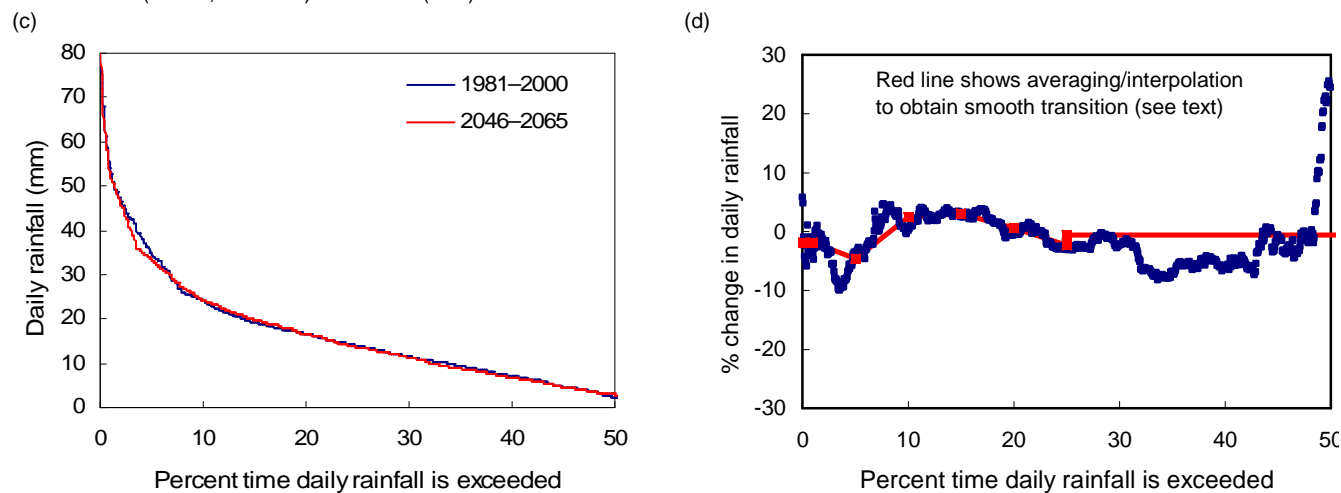 (c)
80
70
60
50
40
30
20
10
0
Daily rainfall (mm)
1981–2000
2046–2065
0 10 20 30 40 50
Percent time daily rainfall is exceeded
(d)
30
20
10
0
-10
-20
-30
% change in daily rainfall
Red line shows averaging/interpolation
to obtain smooth transition (see text)
0 10 20 30 40 50
Percent time daily rainfall is exceeded